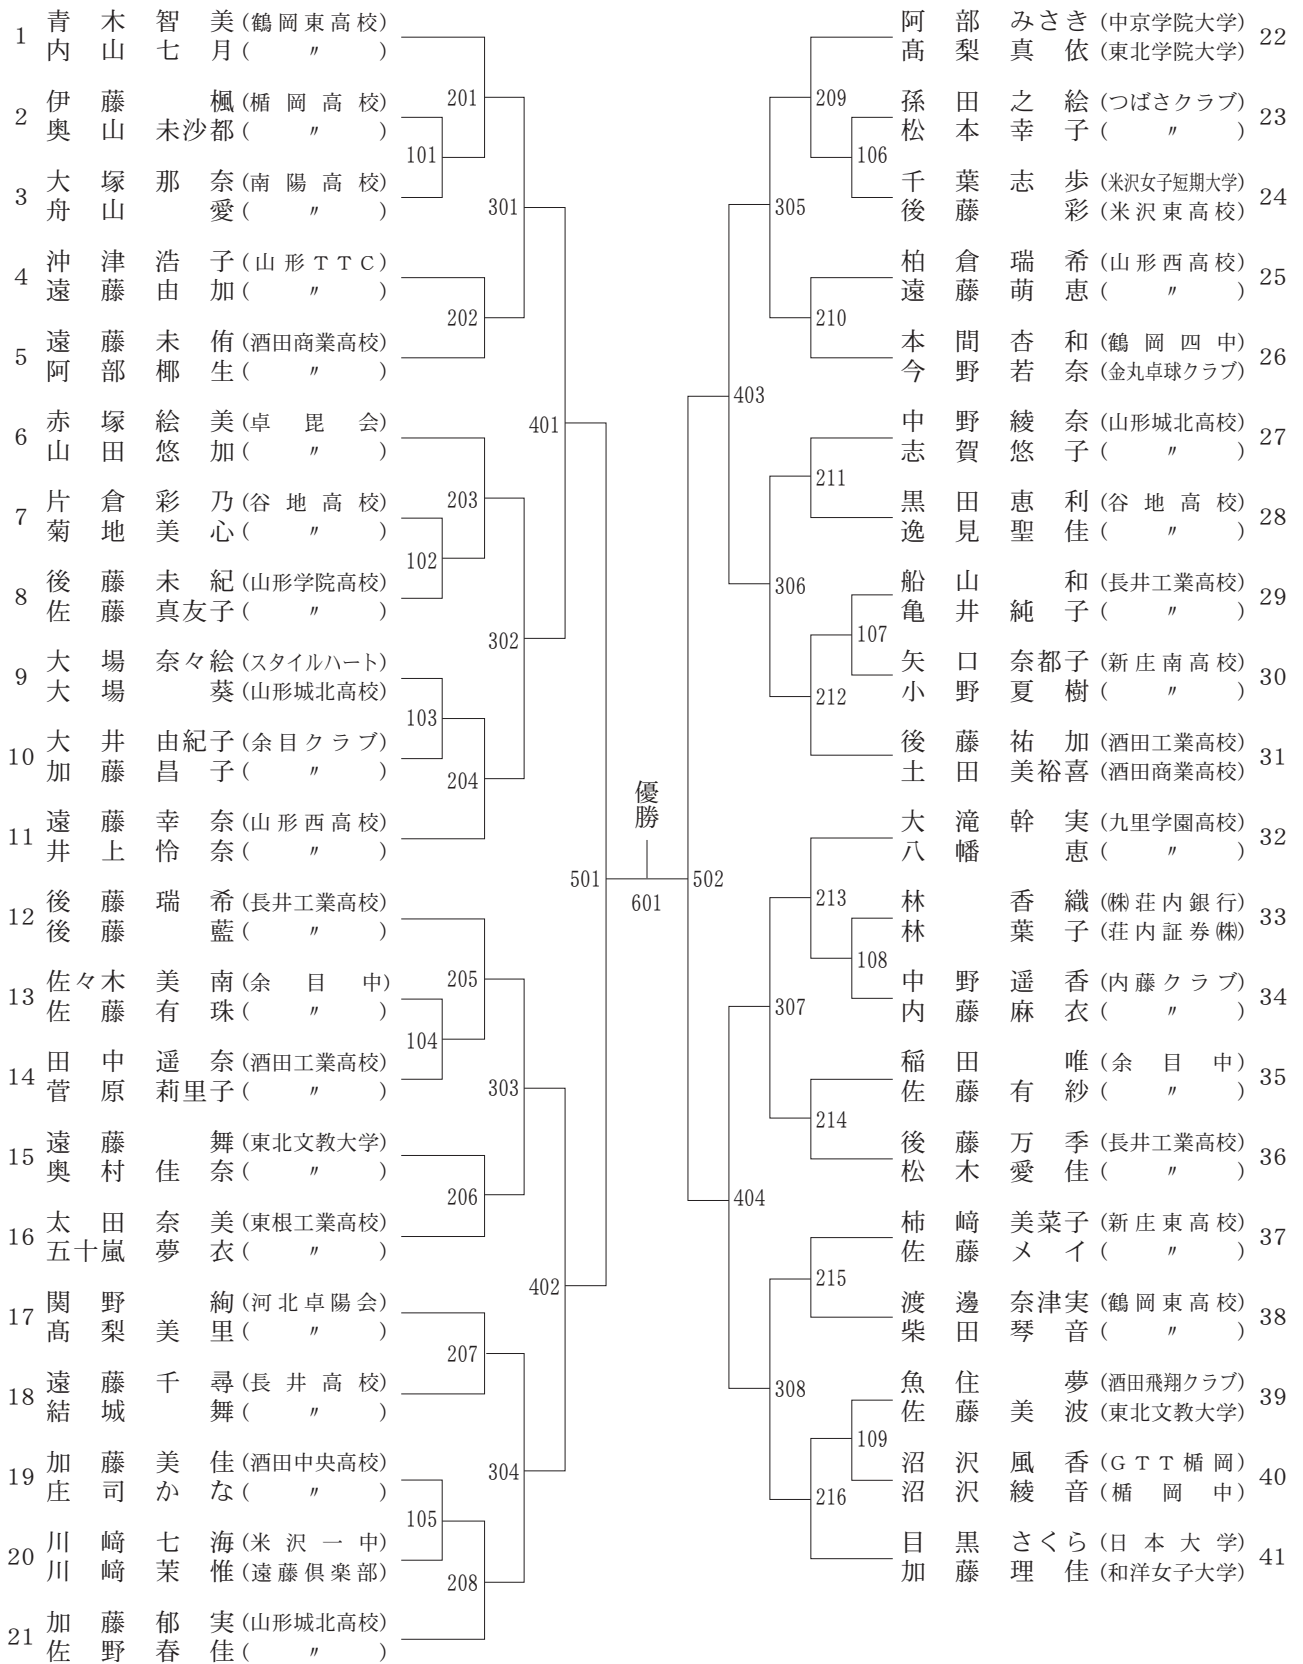 1 青木智美(鶴岡東高校)
内山七月(〃)
2 伊藤楓(楯岡高校)
奥山未沙都(〃)
3 大塚那奈(南陽高校)
舟山愛(〃)
4 沖津浩子(山形TTC)
遠藤由加(〃)
5 遠藤未侑(酒田商業高校)
阿部椰生(〃)
6 赤塚絵美(卓毘会)
山田悠加(〃)
7 片倉彩乃(谷地高校)
菊地美心(〃)
8 後藤未紀(山形学院高校)
佐藤真友子(〃)
9 大場奈々絵(スタイルハート)
大場葵(山形城北高校)
10 大井由紀子(余目クラブ)
加藤昌子(〃)
11 遠藤幸奈(山形西高校)
井上怜奈(〃)
12 後藤瑞希(長井工業高校)
後藤藍(〃)
13 佐々木美南(余目中)
佐藤有珠(〃)
14 田中遥奈(酒田工業高校)
菅原莉里子(〃)
15 遠藤舞(東北文教大学)
奥村佳奈(〃)
16 太田奈美(東根工業高校)
五十嵐夢衣(〃)
17 関野絢(河北卓陽会)
髙梨美里(〃)
18 遠藤千尋(長井高校)
結城舞(〃)
19 加藤美佳(酒田中央高校)
庄司かな(〃)
20 川﨑七海(米沢一中)
川﨑茉惟(遠藤倶楽部)
21 加藤郁実(山形城北高校)
佐野春佳(〃)
101
102
103
104
105
201
202
203
204
205
206
207
208
301
302
303
304
401
402
501
優勝
601
502
403
404
305
306
307
308
209
210
211
212
213
214
215
216
106
107
108
109
阿部みさき(中京学院大学) 22
髙梨真依(東北学院大学)
孫田之絵(つばさクラブ) 23
松本幸子(〃)
千葉志歩(米沢女子短期大学) 24
後藤彩(米沢東高校)
柏倉瑞希(山形西高校) 25
遠藤萌恵(〃)
本間杏和(鶴岡四中) 26
今野若奈(金丸卓球クラブ)
中野綾奈(山形城北高校) 27
志賀悠子(〃)
黒田恵利(谷地高校) 28
逸見聖佳(〃)
船山和(長井工業高校) 29
亀井純子(〃)
矢口奈都子(新庄南高校) 30
小野夏樹(〃)
後藤祐加(酒田工業高校) 31
土田美裕喜(酒田商業高校)
大滝幹実(九里学園高校) 32
八幡恵(〃)
林香織(㈱荘内銀行) 33
林葉子(荘内証券㈱)
中野遥香(内藤クラブ) 34
内藤麻衣(〃)
稲田唯(余目中) 35
佐藤有紗(〃)
後藤万季(長井工業高校) 36
松木愛佳(〃)
柿﨑美菜子(新庄東高校) 37
佐藤メイ(〃)
渡邊奈津実(鶴岡東高校) 38
柴田琴音(〃)
魚住夢(酒田飛翔クラブ) 39
佐藤美波(東北文教大学)
沼沢風香(GTT楯岡) 40
沼沢綾音(楯岡中)
目黒さくら(日本大学) 41
加藤理佳(和洋女子大学)